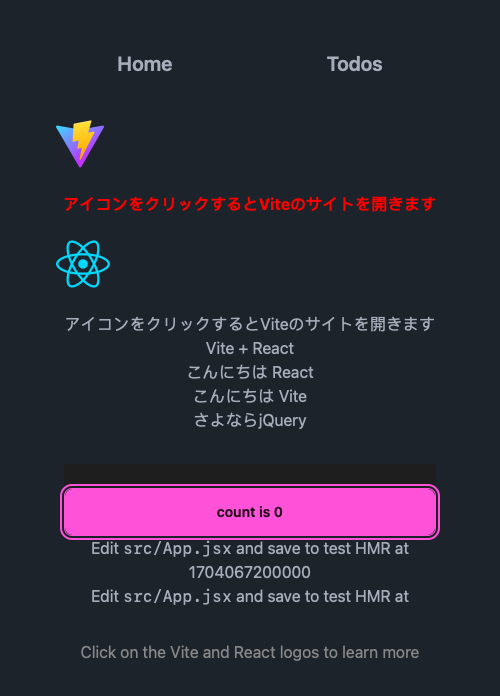 Home Todos
アイコンをクリックするとViteのサイトを開きます
アイコンをクリックするとViteのサイトを開きます
Vite + React
こんにちは React
こんにちは Vite
さよならjQuery
count is 0
Edit src/App.jsx and save to test HMR at
1704067200000
Edit src/App.jsx and save to test HMR at
Click on the Vite and React logos to learn more